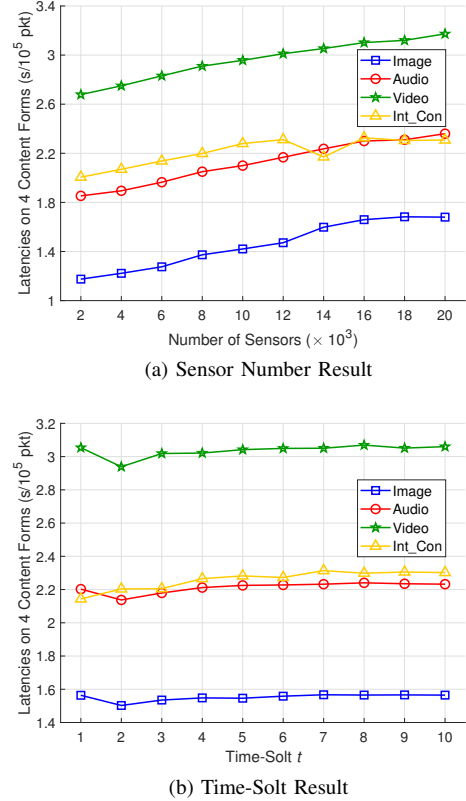 3.4
3
2.6
2.2
1.8
1.4
1
Latencies on 4 Content Forms (s/10^5 pkt)
Image
Audio
Video
Int_Con
2 4 6 8 10 12 14 16 18 20
Number of Sensors (× 10^3)
(a) Sensor Number Result
3.2
3
2.8
2.6
2.4
2.2
2
1.8
1.6
1.4
Latencies on 4 Content Forms (s/10^5 pkt)
Image
Audio
Video
Int_Con
1 2 3 4 5 6 7 8 9 10
Time-Solt t
(b) Time-Solt Result